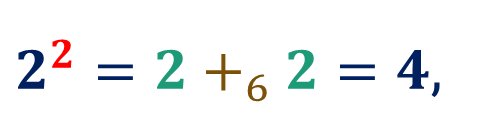 2² = 2 +₆ 2 = 4,